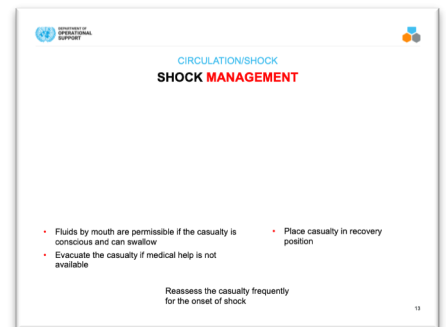 DEPARTMENT OF
OPERATIONAL
SUPPORT
CIRCULATION/SHOCK
SHOCK MANAGEMENT
• Fluids by mouth are permissible if the casualty is
conscious and can swallow
• Evacuate the casualty if medical help is not
available
• Place casualty in recovery
position
Reassess the casualty frequently
for the onset of shock
13